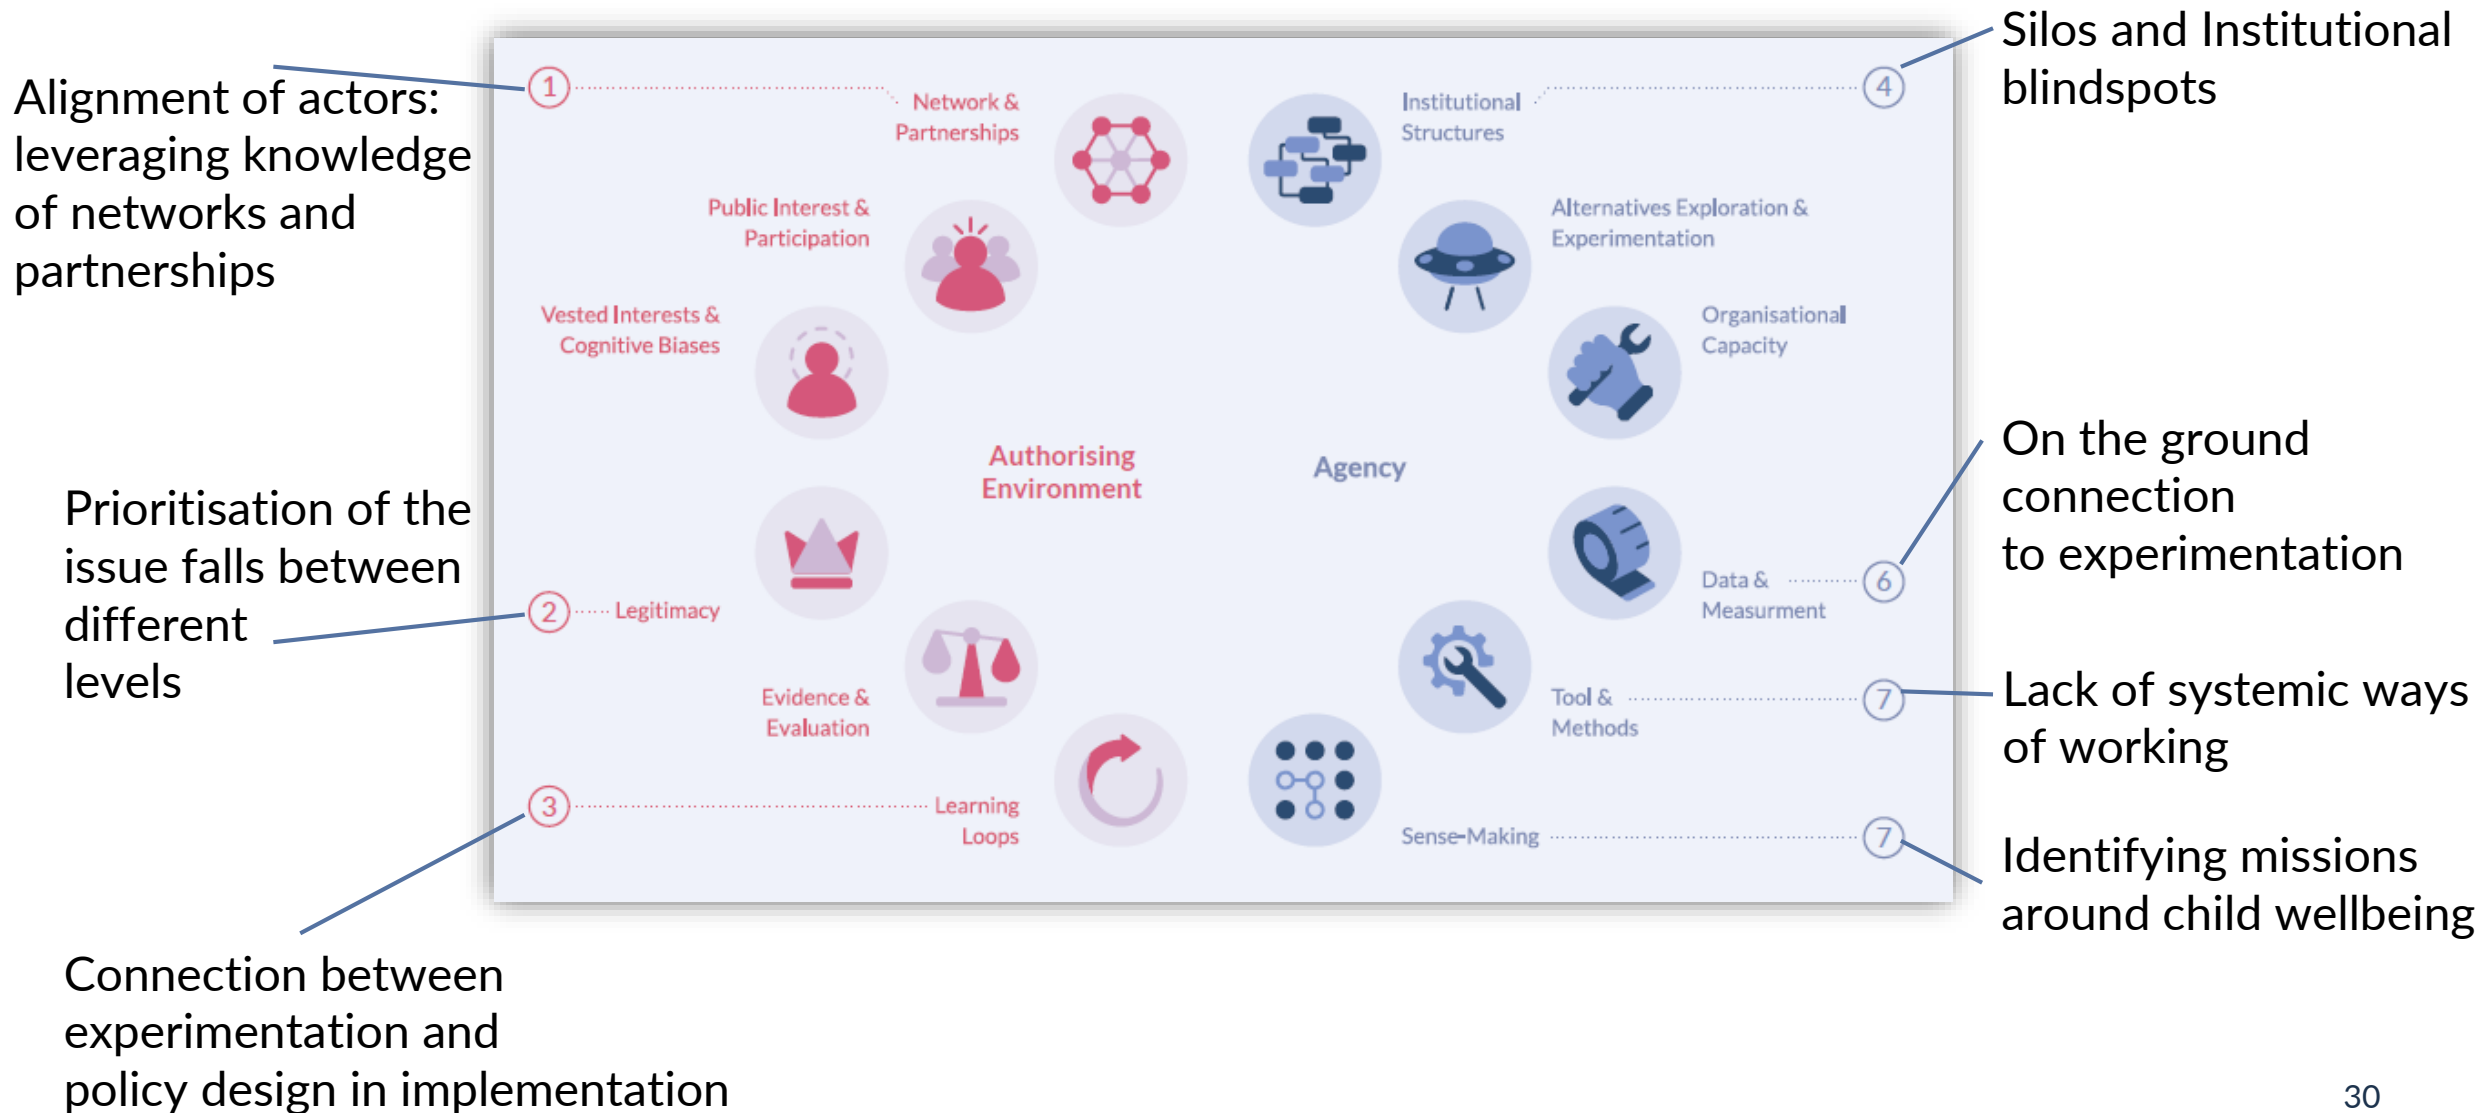 Alignment of actors:
leveraging knowledge
of networks and
partnerships
Prioritisation of the
issue falls between
different
levels
Connection between
experimentation and
policy design in implementation
1
Network &
Partnerships
Public Interest &
Participation
Vested Interests &
Cognitive Biases
Authorising
Environment
2
Legitimacy
Evidence &
Evaluation
3
Learning
Loops
Institutional
Structures
4
Alternatives Exploration &
Experimentation
Organisational
Capacity
Agency
Data &
Measurment
6
Tool &
Methods
7
Sense-Making
7
Silos and Institutional
blindspots
On the ground
connection
to experimentation
Lack of systemic ways
of working
Identifying missions
around child wellbeing
30